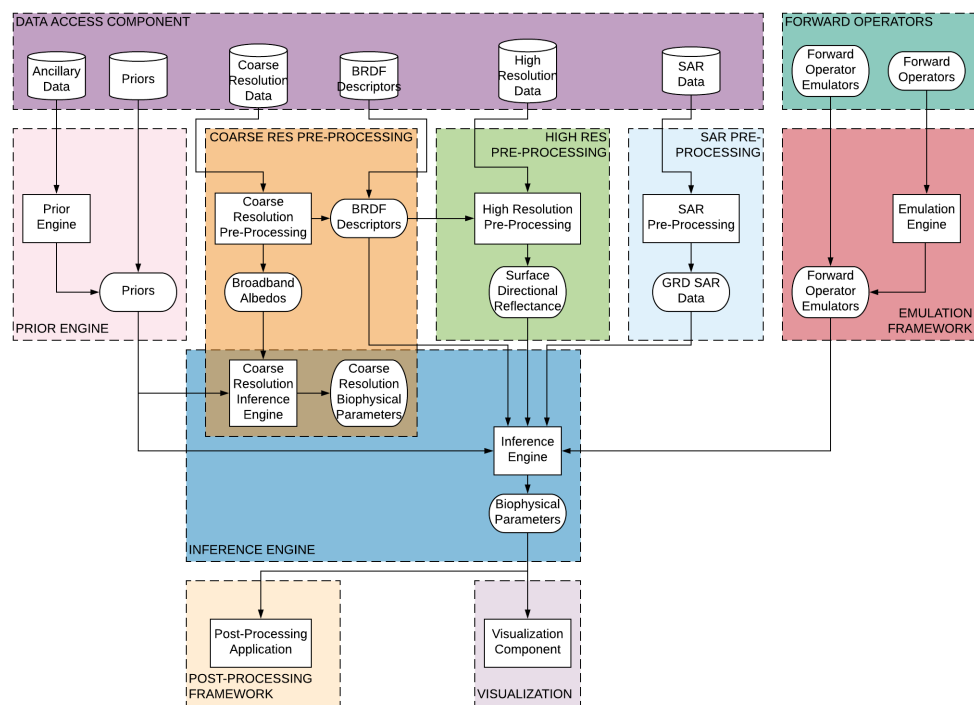 DATA ACCESS COMPONENT
FORWARD OPERATORS
Ancillary
Data
Priors
Coarse
Resolution
Data
BRDF
Descriptors
High
Resolution
Data
SAR
Data
Forward
Operator
Emulators
Forward
Operators
COARSE RES PRE-PROCESSING
HIGH RES
PRE-PROCESSING
SAR PRE-
PROCESSING
Prior
Engine
Coarse
Resolution
Pre-Processing
BRDF
Descriptors
High Resolution
Pre-Processing
SAR
Pre-Processing
Emulation
Engine
Priors
Broadband
Albedos
Surface
Directional
Reflectance
GRD SAR
Data
Forward
Operator
Emulators
PRIOR ENGINE
EMULATION
FRAMEWORK
Coarse
Resolution
Inference
Engine
Coarse
Resolution
Biophysical
Parameters
Inference
Engine
Biophysical
Parameters
INFERENCE ENGINE
Post-Processing
Application
Visualization
Component
POST-PROCESSING
FRAMEWORK
VISUALIZATION